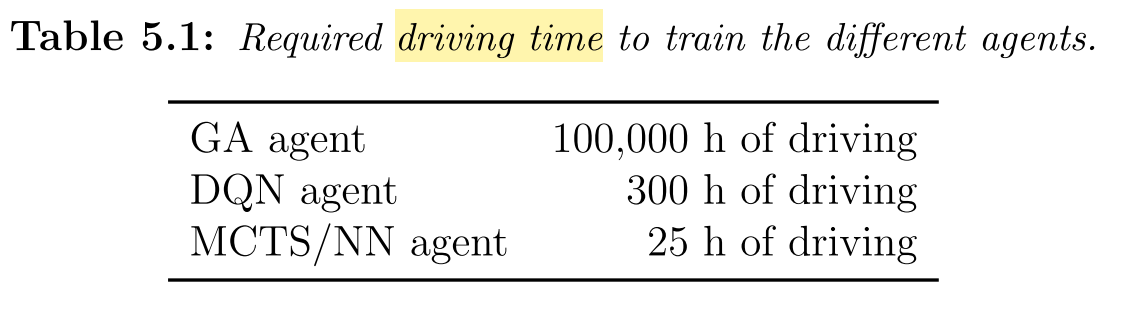 Table 5.1: Required driving time to train the different agents.
GA agent 100,000 h of driving
DQN agent 300 h of driving
MCTS/NN agent 25 h of driving